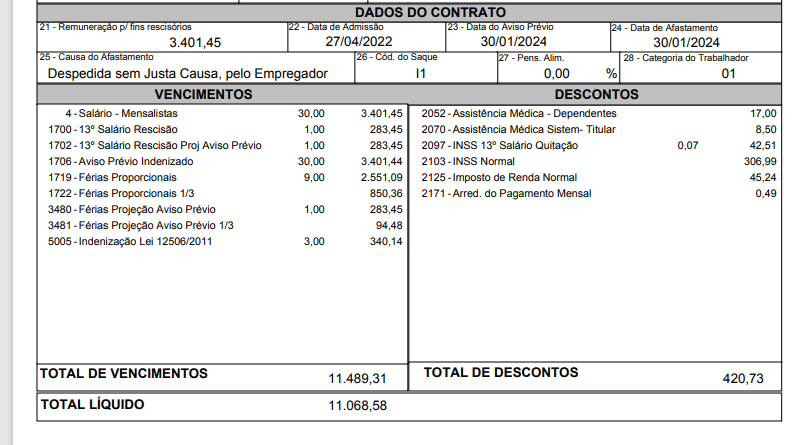 DADOS DO CONTRATO
21 - Remuneração p/ fins rescisórios 22 - Data de Admissão 23 - Data do Aviso Prévio 24 - Data de Afastamento
3.401,45 27/04/2022 30/01/2024 30/01/2024
25 - Causa do Afastamento 26 - Cód. do Saque 27 - Pens. Alim. 28 - Categoria do Trabalhador
Despedida sem Justa Causa, pelo Empregador I1 0,00 % 01
VENCIMENTOS DESCONTOS
4 - Salário - Mensalistas 30,00 3.401,45 2052 - Assistência Médica - Dependentes 17,00
1700 - 13º Salário Rescisão 1,00 283,45 2070 - Assistência Médica Sistem- Titular 8,50
1702 - 13º Salário Rescisão Proj Aviso Prévio 1,00 283,45 2097 - INSS 13º Salário Quitação 0,07 42,51
1706 - Aviso Prévio Indenizado 30,00 3.401,44 2103 - INSS Normal 306,99
1719 - Férias Proporcionais 9,00 2.551,09 2125 - Imposto de Renda Normal 45,24
1722 - Férias Proporcionais 1/3 850,36 2171 - Arred. do Pagamento Mensal 0,49
3480 - Férias Projeção Aviso Prévio 1,00 283,45
3481 - Férias Projeção Aviso Prévio 1/3 94,48
5005 - Indenização Lei 12506/2011 3,00 340,14
TOTAL DE VENCIMENTOS 11.489,31 TOTAL DE DESCONTOS 420,73
TOTAL LÍQUIDO 11.068,58